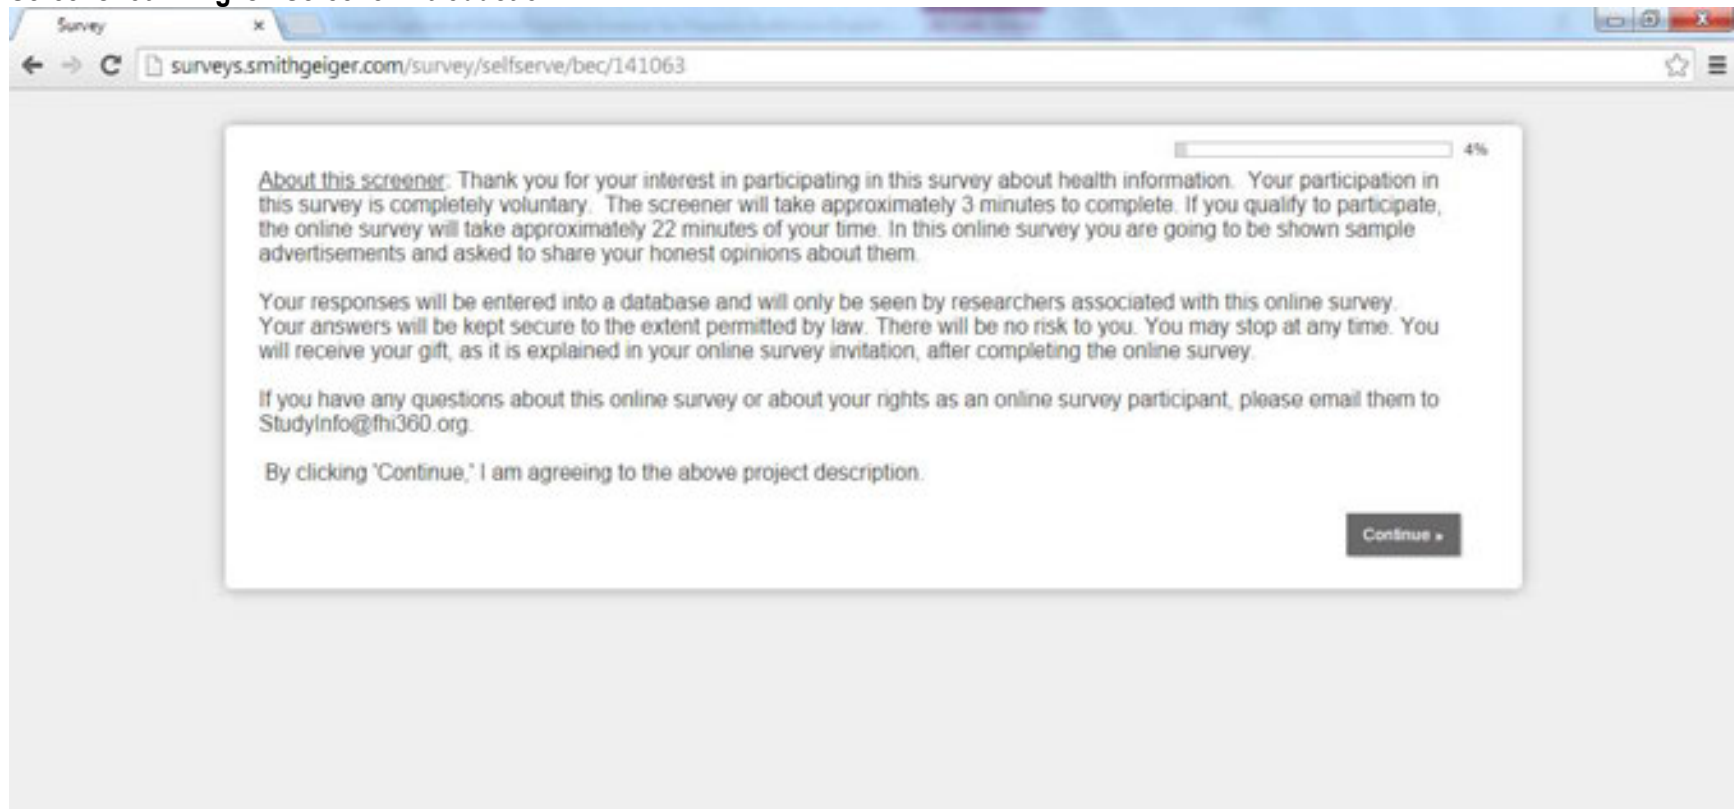 Survey
surveys.smithgeiger.com/survey/selfserve/bec/141063
4%
About this screener: Thank you for your interest in participating in this survey about health information.  Your participation in
this survey is completely voluntary.  The screener will take approximately 3 minutes to complete. If you qualify to participate,
the online survey will take approximately 22 minutes of your time. In this online survey you are going to be shown sample
advertisements and asked to share your honest opinions about them.
Your responses will be entered into a database and will only be seen by researchers associated with this online survey.
Your answers will be kept secure to the extent permitted by law. There will be no risk to you. You may stop at any time. You
will receive your gift, as it is explained in your online survey invitation, after completing the online survey.
If you have any questions about this online survey or about your rights as an online survey participant, please email them to
StudyInfo@fhi360.org.
By clicking "Continue," I am agreeing to the above project description.
Continue »